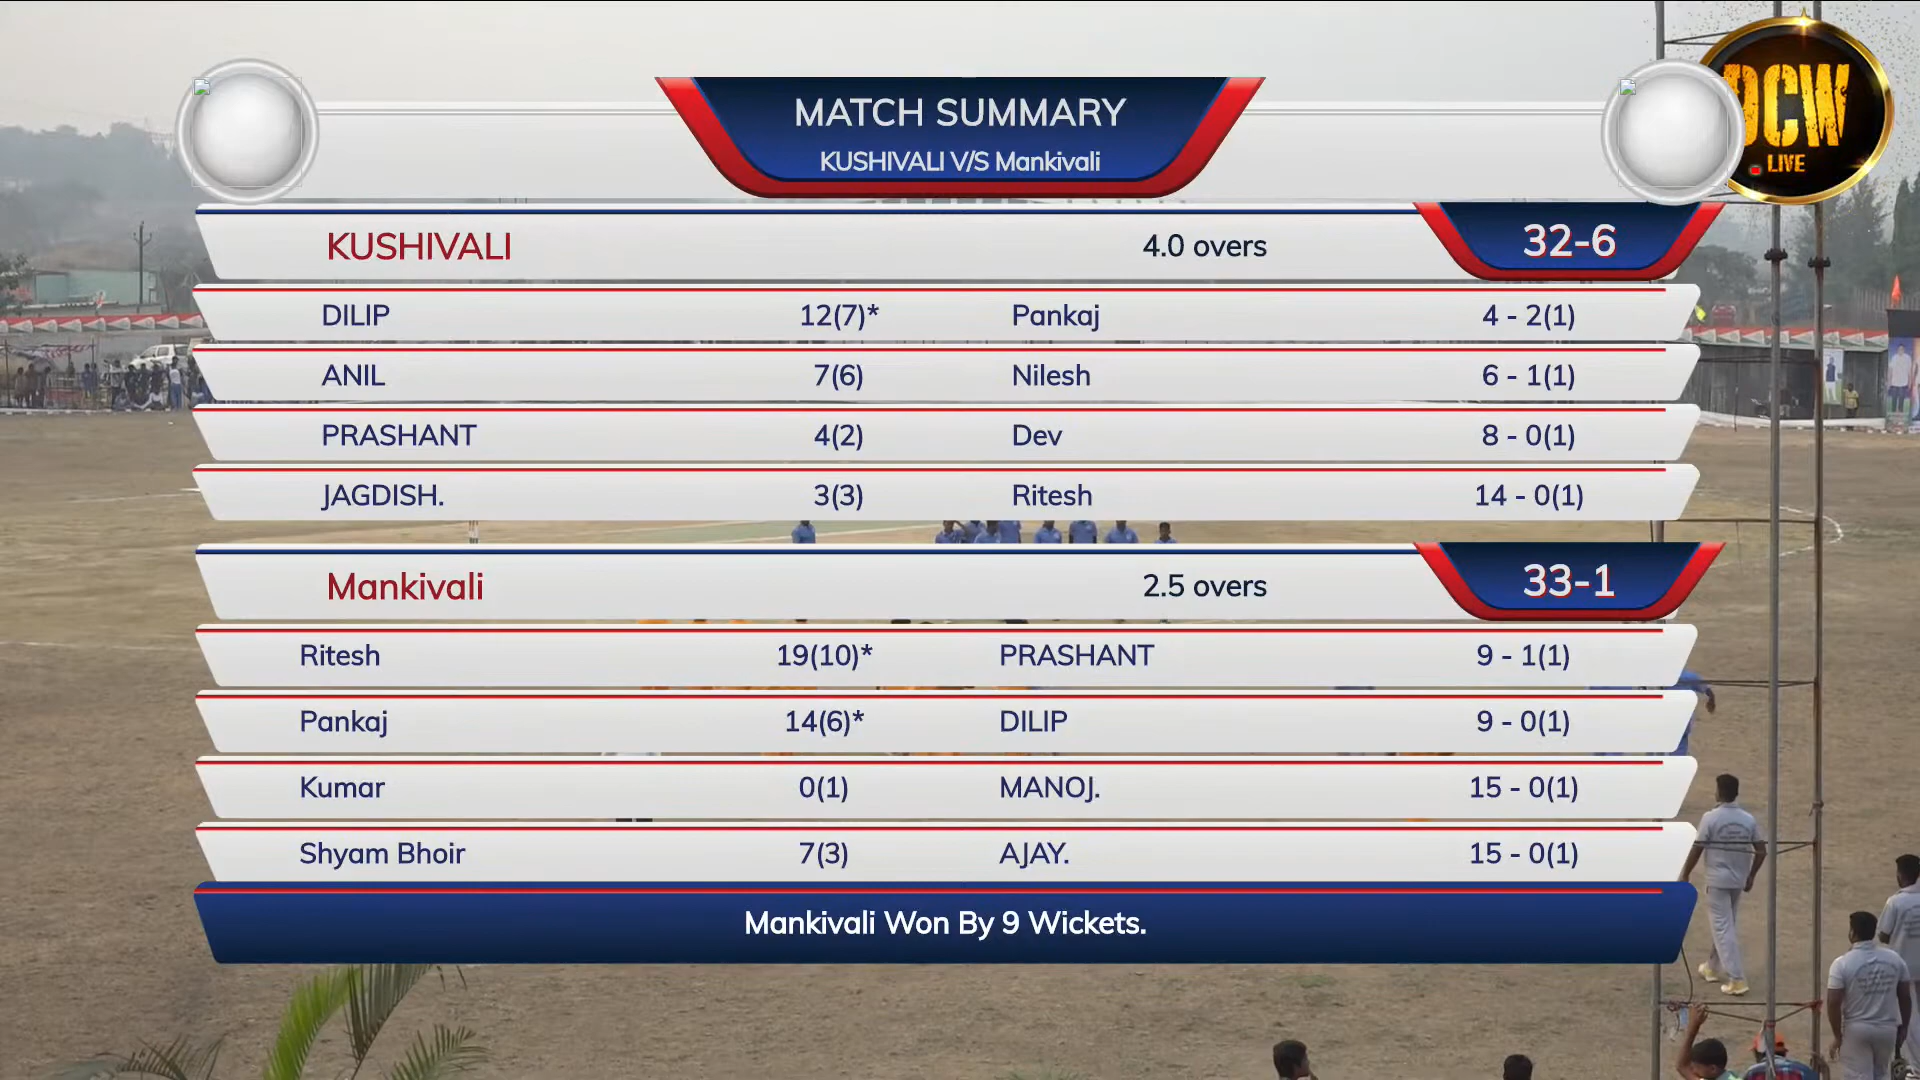 MATCH SUMMARY
KUSHIVALI V/S Mankivali
DCW
LIVE
KUSHIVALI 4.0 overs 32-6
DILIP 12(7)* Pankaj 4 - 2(1)
ANIL 7(6) Nilesh 6 - 1(1)
PRASHANT 4(2) Dev 8 - 0(1)
JAGDISH. 3(3) Ritesh 14 - 0(1)
Mankivali 2.5 overs 33-1
Ritesh 19(10)* PRASHANT 9 - 1(1)
Pankaj 14(6)* DILIP 9 - 0(1)
Kumar 0(1) MANOJ. 15 - 0(1)
Shyam Bhoir 7(3) AJAY. 15 - 0(1)
Mankivali Won By 9 Wickets.